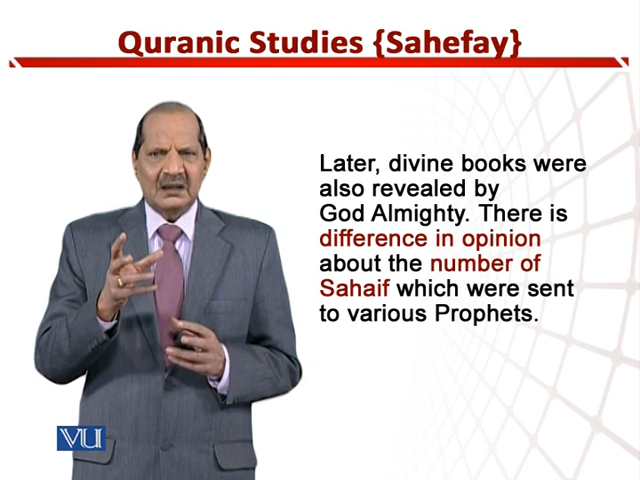 Quranic Studies {Sahefay}
Later, divine books were
also revealed by
God Almighty. There is
difference in opinion
about the number of
Sahaif which were sent
to various Prophets.
VU